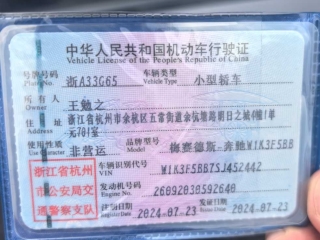 中华人民共和国机动车行驶证
Vehicle License of the People's Republic of China
号牌号码 浙A33G65 车辆类型 小型轿车
Plate No. Vehicle Type
所有人 王勉之
Owner
住址 浙江省杭州市余杭区五常街道余杭塘路明日之城4幢1单
Address 元701室
使用性质 非营运 品牌型号 梅赛德斯-奔驰W1K3F5BB
Use Character
浙江省杭州
市公安局交
通警察支队
车辆识别代号 W1K3F5BB7SJ452442
VIN
发动机号码 26092030592640
Engine No.
注册日期 2024-07-23 发证日期 2024-07-23